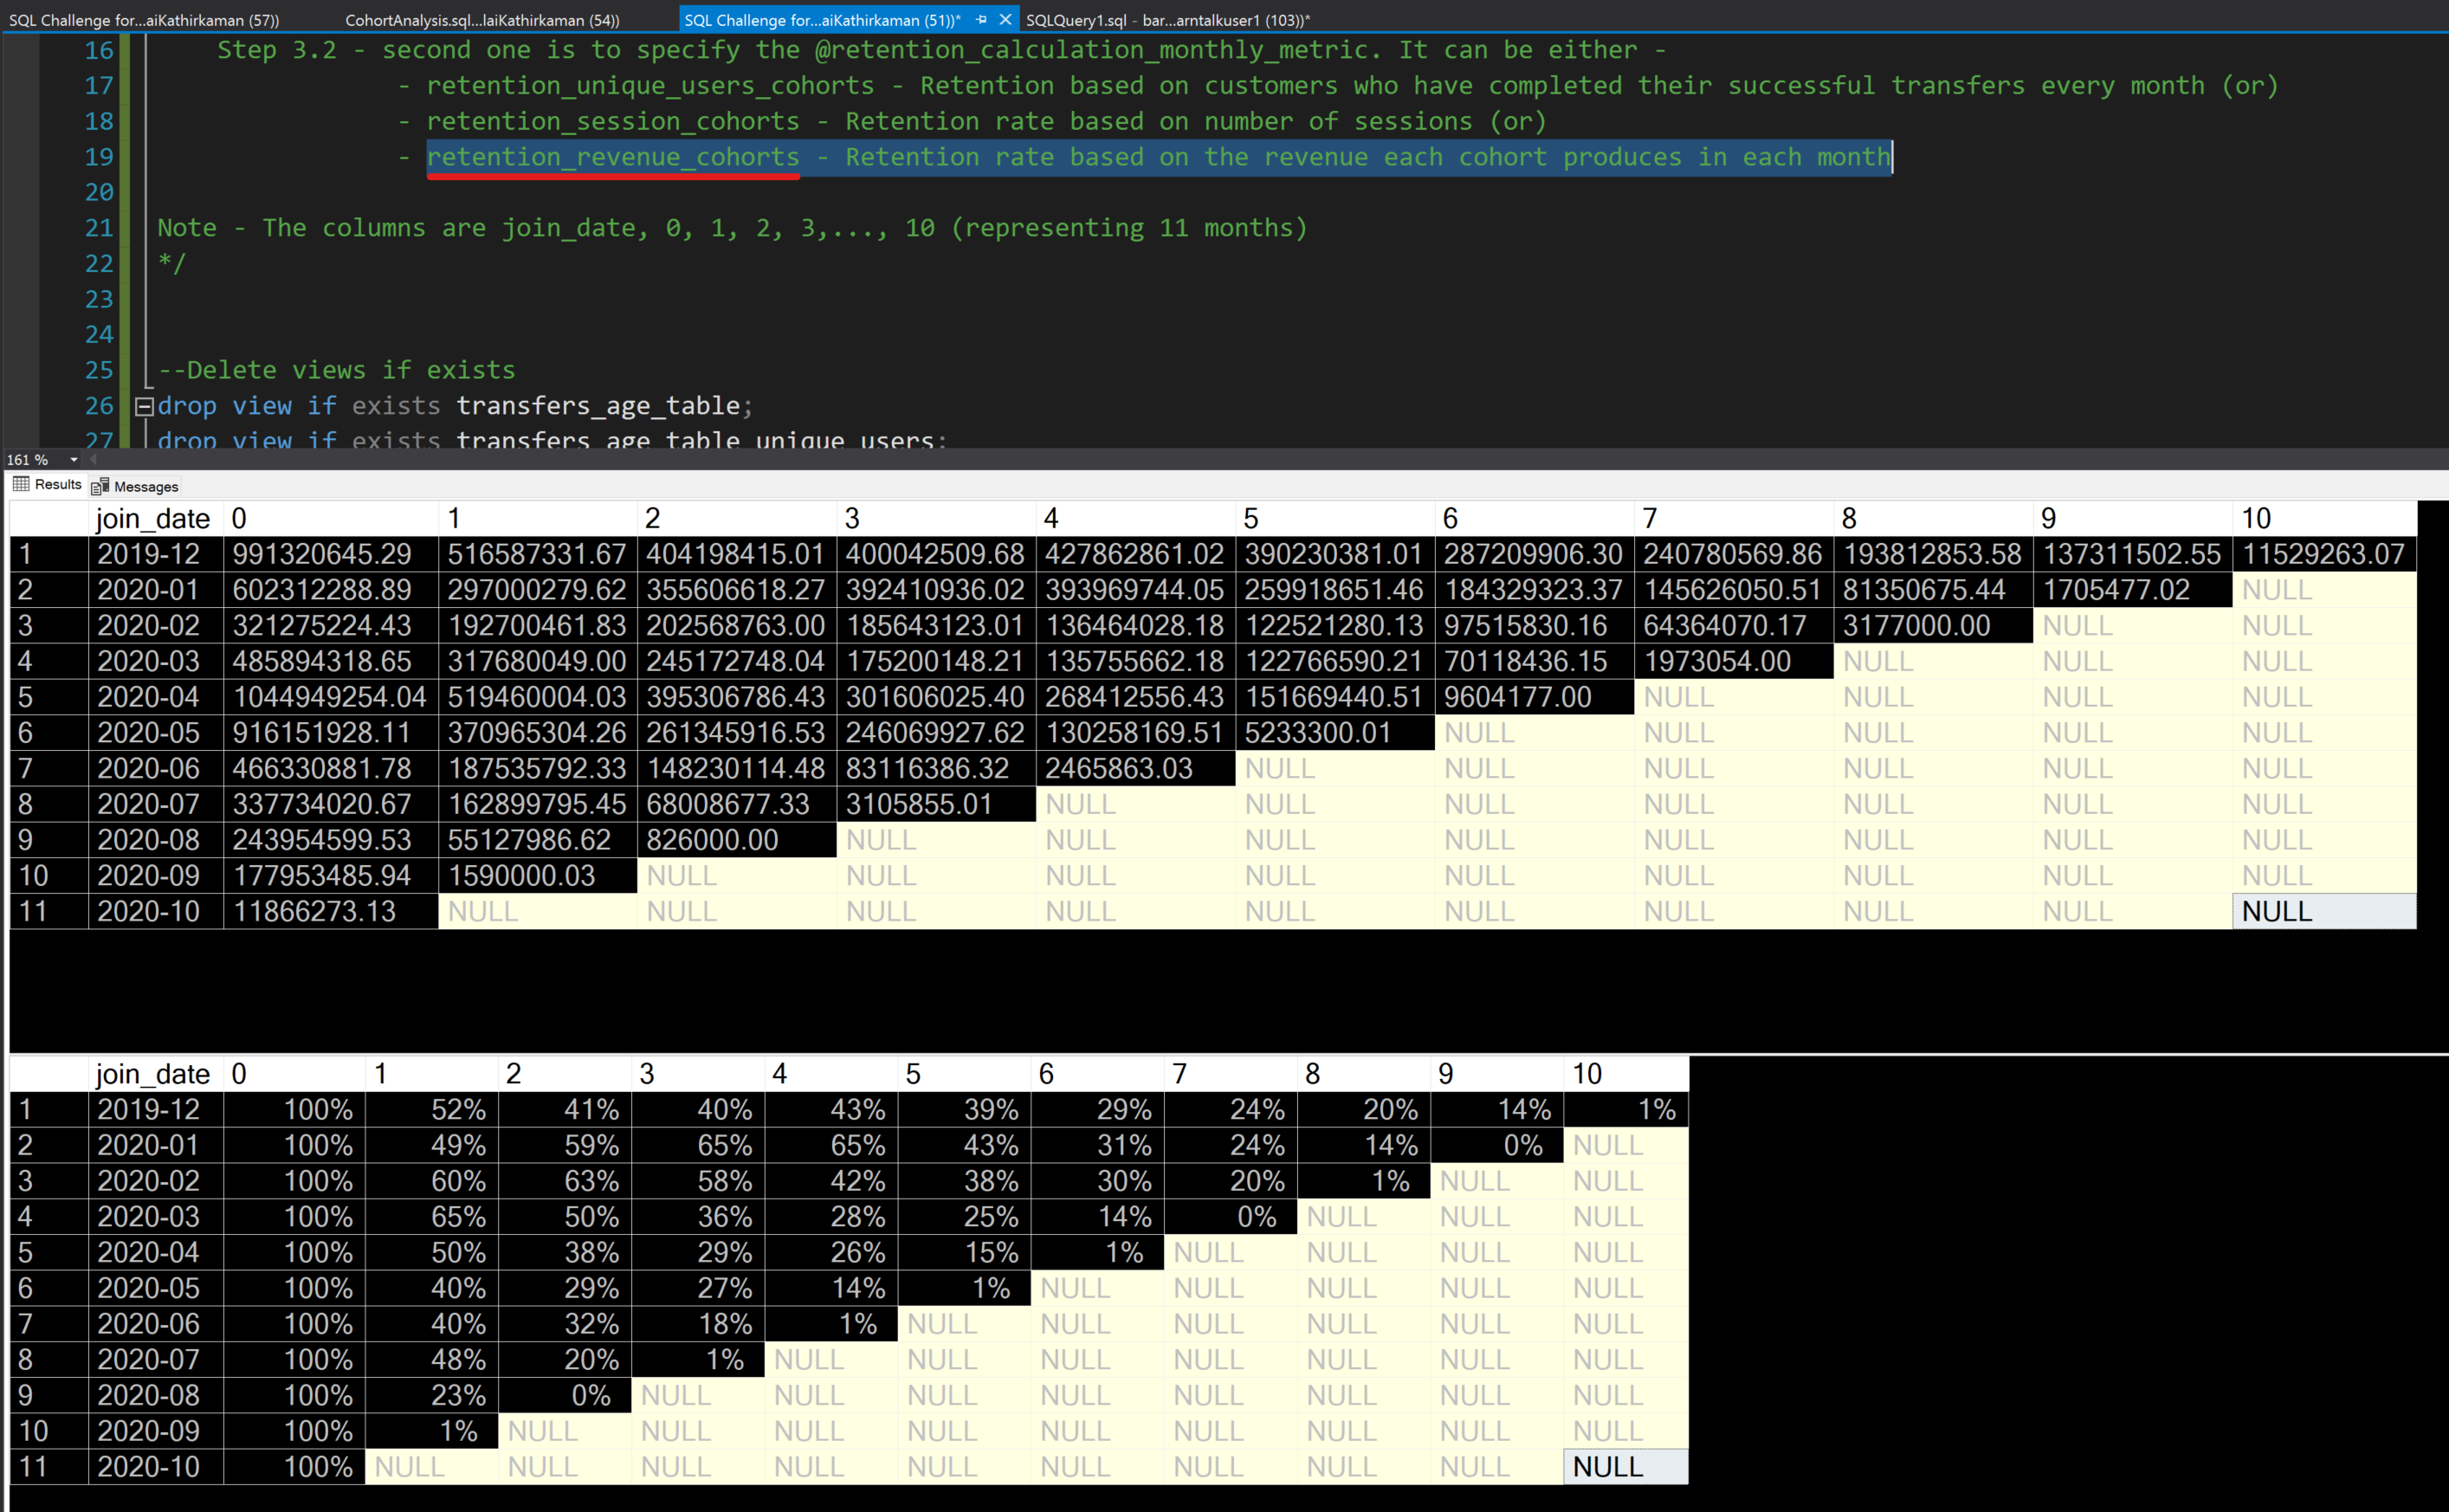 SQL Challenge for...aiKathirkaman (57)) CohortAnalysis.sql...laiKathirkaman (54)) SQL Challenge for...aiKathirkaman (51))* SQLQuery1.sql - bar...arntalkuser1 (103))*
16 Step 3.2 - second one is to specify the @retention_calculation_monthly_metric. It can be either -
17 - retention_unique_users_cohorts - Retention based on customers who have completed their successful transfers every month (or)
18 - retention_session_cohorts - Retention rate based on number of sessions (or)
19 - retention_revenue_cohorts - Retention rate based on the revenue each cohort produces in each month
20
21 Note - The columns are join_date, 0, 1, 2, 3,..., 10 (representing 11 months)
22 */
23
24
25 --Delete views if exists
26 drop view if exists transfers_age_table;
27 drop view if exists transfers_age_table_unique_users;
161 %
Results Messages
join_date 0 1 2 3 4 5 6 7 8 9 10
1 2019-12 991320645.29 516587331.67 404198415.01 400042509.68 427862861.02 390230381.01 287209906.30 240780569.86 193812853.58 137311502.55 11529263.07
2 2020-01 602312288.89 297000279.62 355606618.27 392410936.02 393969744.05 259918651.46 184329323.37 145626050.51 81350675.44 1705477.02 NULL
3 2020-02 321275224.43 192700461.83 202568763.00 185643123.01 136464028.18 122521280.13 97515830.16 64364070.17 3177000.00 NULL NULL
4 2020-03 485894318.65 317680049.00 245172748.04 175200148.21 135755662.18 122766590.21 70118436.15 1973054.00 NULL NULL NULL
5 2020-04 1044949254.04 519460004.03 395306786.43 301606025.40 268412556.43 151669440.51 9604177.00 NULL NULL NULL NULL
6 2020-05 916151928.11 370965304.26 261345916.53 246069927.62 130258169.51 5233300.01 NULL NULL NULL NULL NULL
7 2020-06 466330881.78 187535792.33 148230114.48 83116386.32 2465863.03 NULL NULL NULL NULL NULL NULL
8 2020-07 337734020.67 162899795.45 68008677.33 3105855.01 NULL NULL NULL NULL NULL NULL NULL
9 2020-08 243954599.53 55127986.62 826000.00 NULL NULL NULL NULL NULL NULL NULL NULL
10 2020-09 177953485.94 1590000.03 NULL NULL NULL NULL NULL NULL NULL NULL NULL
11 2020-10 11866273.13 NULL NULL NULL NULL NULL NULL NULL NULL NULL NULL
join_date 0 1 2 3 4 5 6 7 8 9 10
1 2019-12 100% 52% 41% 40% 43% 39% 29% 24% 20% 14% 1%
2 2020-01 100% 49% 59% 65% 65% 43% 31% 24% 14% 0% NULL
3 2020-02 100% 60% 63% 58% 42% 38% 30% 20% 1% NULL NULL
4 2020-03 100% 65% 50% 36% 28% 25% 14% 0% NULL NULL NULL
5 2020-04 100% 50% 38% 29% 26% 15% 1% NULL NULL NULL NULL
6 2020-05 100% 40% 29% 27% 14% 1% NULL NULL NULL NULL NULL
7 2020-06 100% 40% 32% 18% 1% NULL NULL NULL NULL NULL NULL
8 2020-07 100% 48% 20% 1% NULL NULL NULL NULL NULL NULL NULL
9 2020-08 100% 23% 0% NULL NULL NULL NULL NULL NULL NULL NULL
10 2020-09 100% 1% NULL NULL NULL NULL NULL NULL NULL NULL NULL
11 2020-10 100% NULL NULL NULL NULL NULL NULL NULL NULL NULL NULL